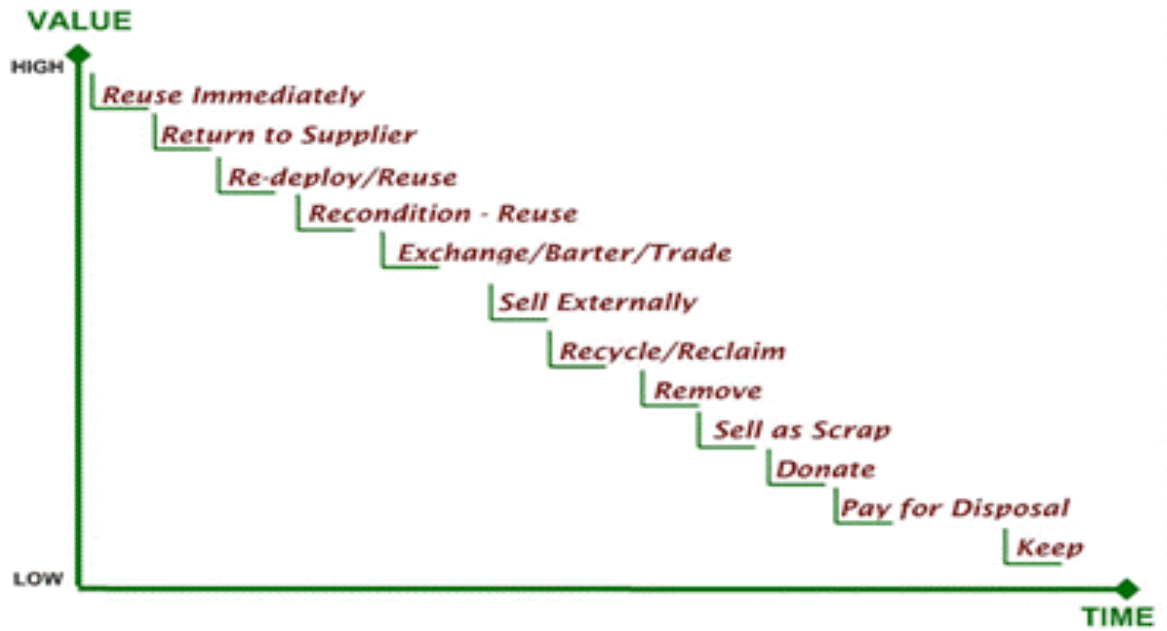 VALUE
HIGH
Reuse Immediately
Return to Supplier
Re-deploy/Reuse
Recondition - Reuse
Exchange/Barter/Trade
Sell Externally
Recycle/Reclaim
Remove
Sell as Scrap
Donate
Pay for Disposal
Keep
LOW
TIME